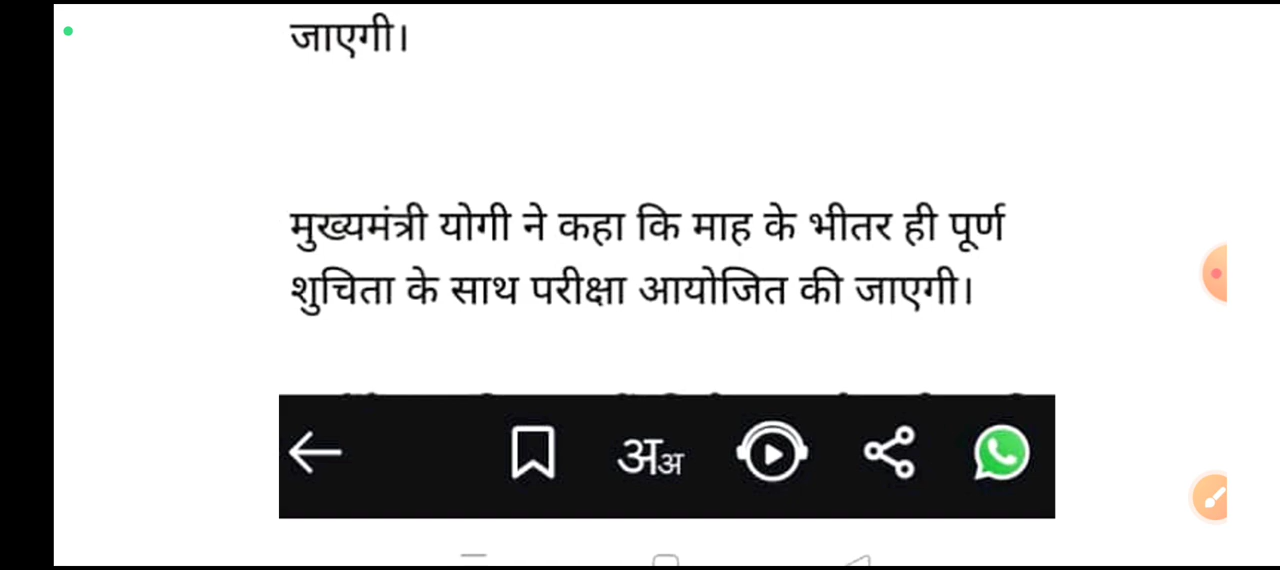 जाएगी।
मुख्यमंत्री योगी ने कहा कि माह के भीतर ही पूर्ण
शुचिता के साथ परीक्षा आयोजित की जाएगी।
अअ